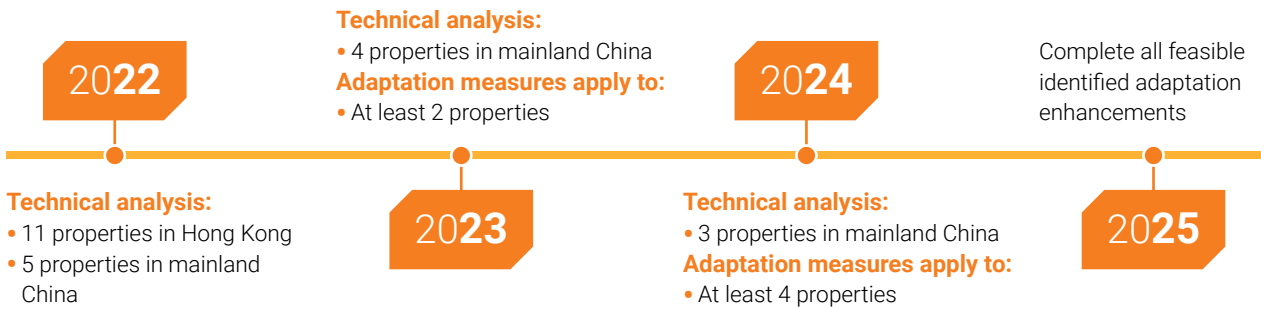 2022
Technical analysis:
• 11 properties in Hong Kong
• 5 properties in mainland
China
Technical analysis:
• 4 properties in mainland China
Adaptation measures apply to:
• At least 2 properties
2023
2024
Technical analysis:
• 3 properties in mainland China
Adaptation measures apply to:
• At least 4 properties
Complete all feasible
identified adaptation
enhancements
2025